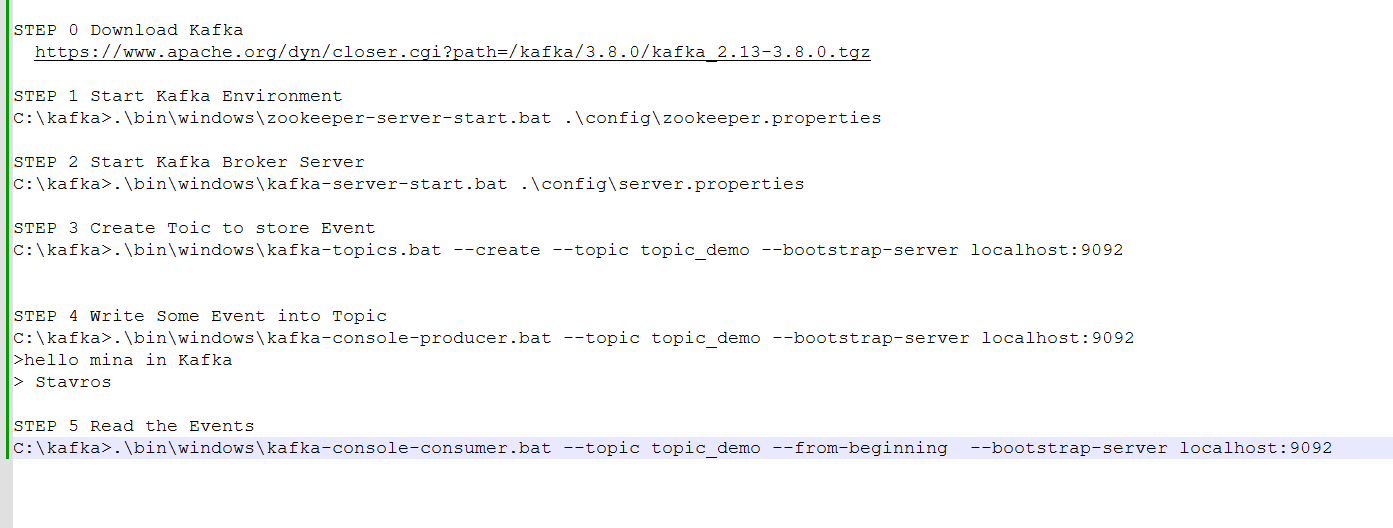 STEP 0 Download Kafka
https://www.apache.org/dyn/closer.cgi?path=/kafka/3.8.0/kafka_2.13-3.8.0.tgz
STEP 1 Start Kafka Environment
C:\kafka>.\bin\windows\zookeeper-server-start.bat .\config\zookeeper.properties
STEP 2 Start Kafka Broker Server
C:\kafka>.\bin\windows\kafka-server-start.bat .\config\server.properties
STEP 3 Create Toic to store Event
C:\kafka>.\bin\windows\kafka-topics.bat --create --topic topic_demo --bootstrap-server localhost:9092
STEP 4 Write Some Event into Topic
C:\kafka>.\bin\windows\kafka-console-producer.bat --topic topic_demo --bootstrap-server localhost:9092
>hello mina in Kafka
> Stavros
STEP 5 Read the Events
C:\kafka>.\bin\windows\kafka-console-consumer.bat --topic topic_demo --from-beginning  --bootstrap-server localhost:9092